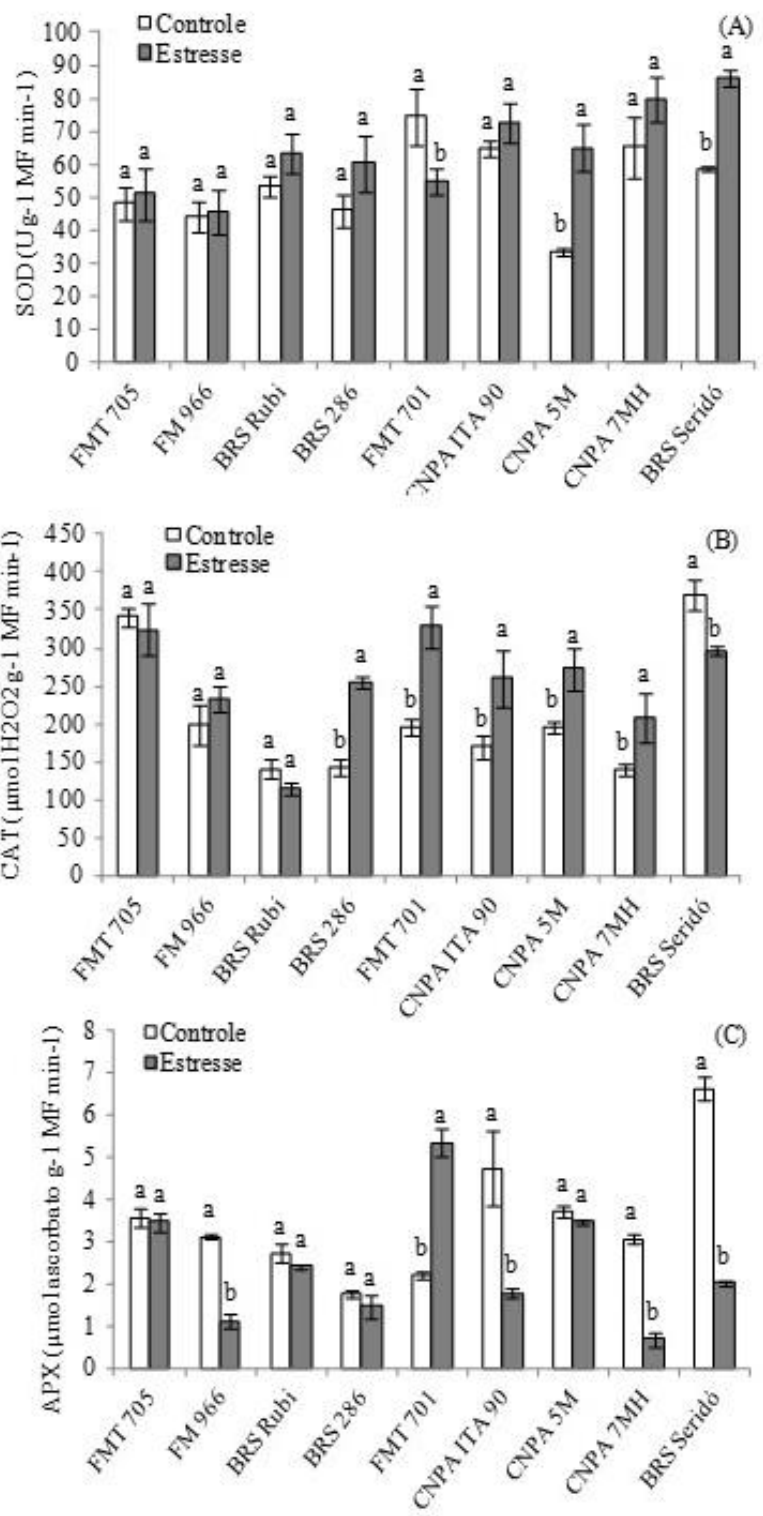 (A)
Controle
Estresse
SOD (Ug-1 MF min-1)
100
90
80
70
60
50
40
30
20
10
0
a a a a a a a a a b a a b a a a b a
FMT 705
FM 966
BRS Rubi
BRS 286
FMT 701
CNPA ITA 90
CNPA 5M
CNPA 7MH
BRS Seridó
(B)
Controle
Estresse
CAT (µmol H2O2 g-1 MF min-1)
450
400
350
300
250
200
150
100
50
0
a a a a a a b a b a b a b a b a a b
FMT 705
FM 966
BRS Rubi
BRS 286
FMT 701
CNPA ITA 90
CNPA 5M
CNPA 7MH
BRS Seridó
(C)
Controle
Estresse
APX (µmol ascorbato g-1 MF min-1)
8
7
6
5
4
3
2
1
0
a a a b a a a a b a a b a a a b a b
FMT 705
FM 966
BRS Rubi
BRS 286
FMT 701
CNPA ITA 90
CNPA 5M
CNPA 7MH
BRS Seridó